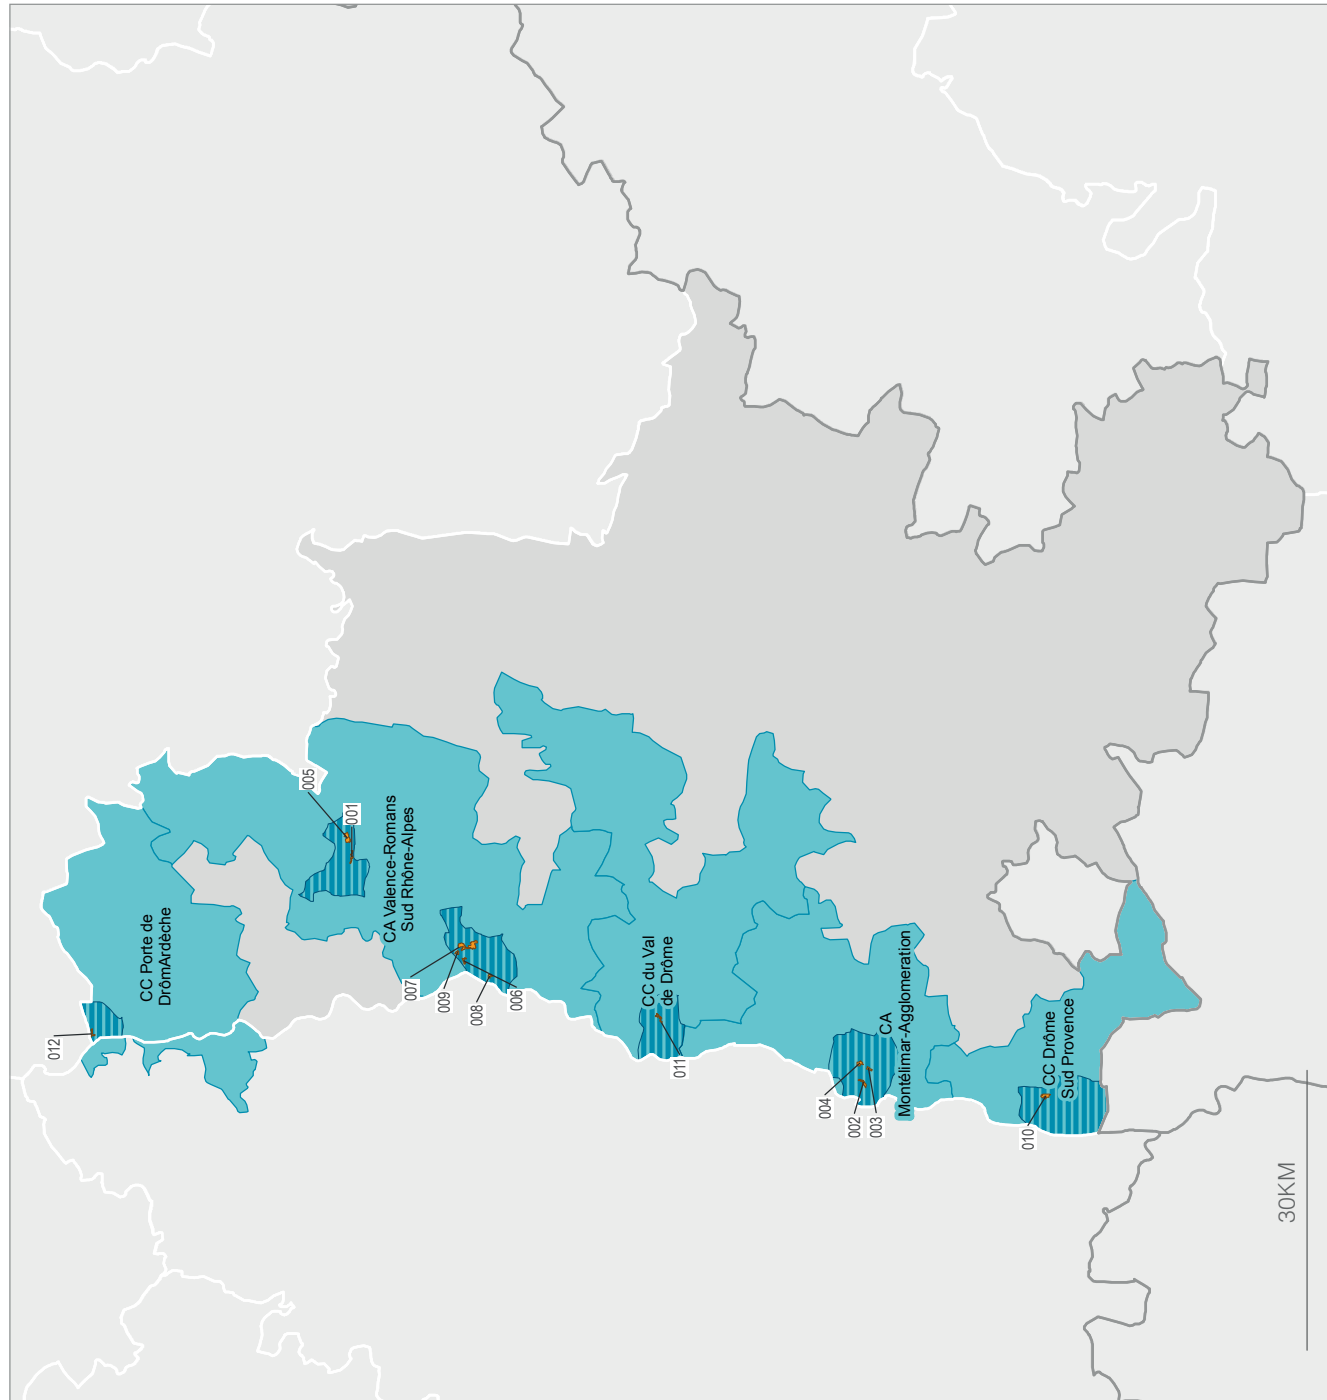 012
CC Porte de
DrômArdèche
005
001
CA Valence-Romans
Sud Rhône-Alpes
007
009
008
006
CC du Val
de Drôme
011
004
002
003
CA
Montélimar-Agglomeration
010
CC Drôme
Sud Provence
30KM